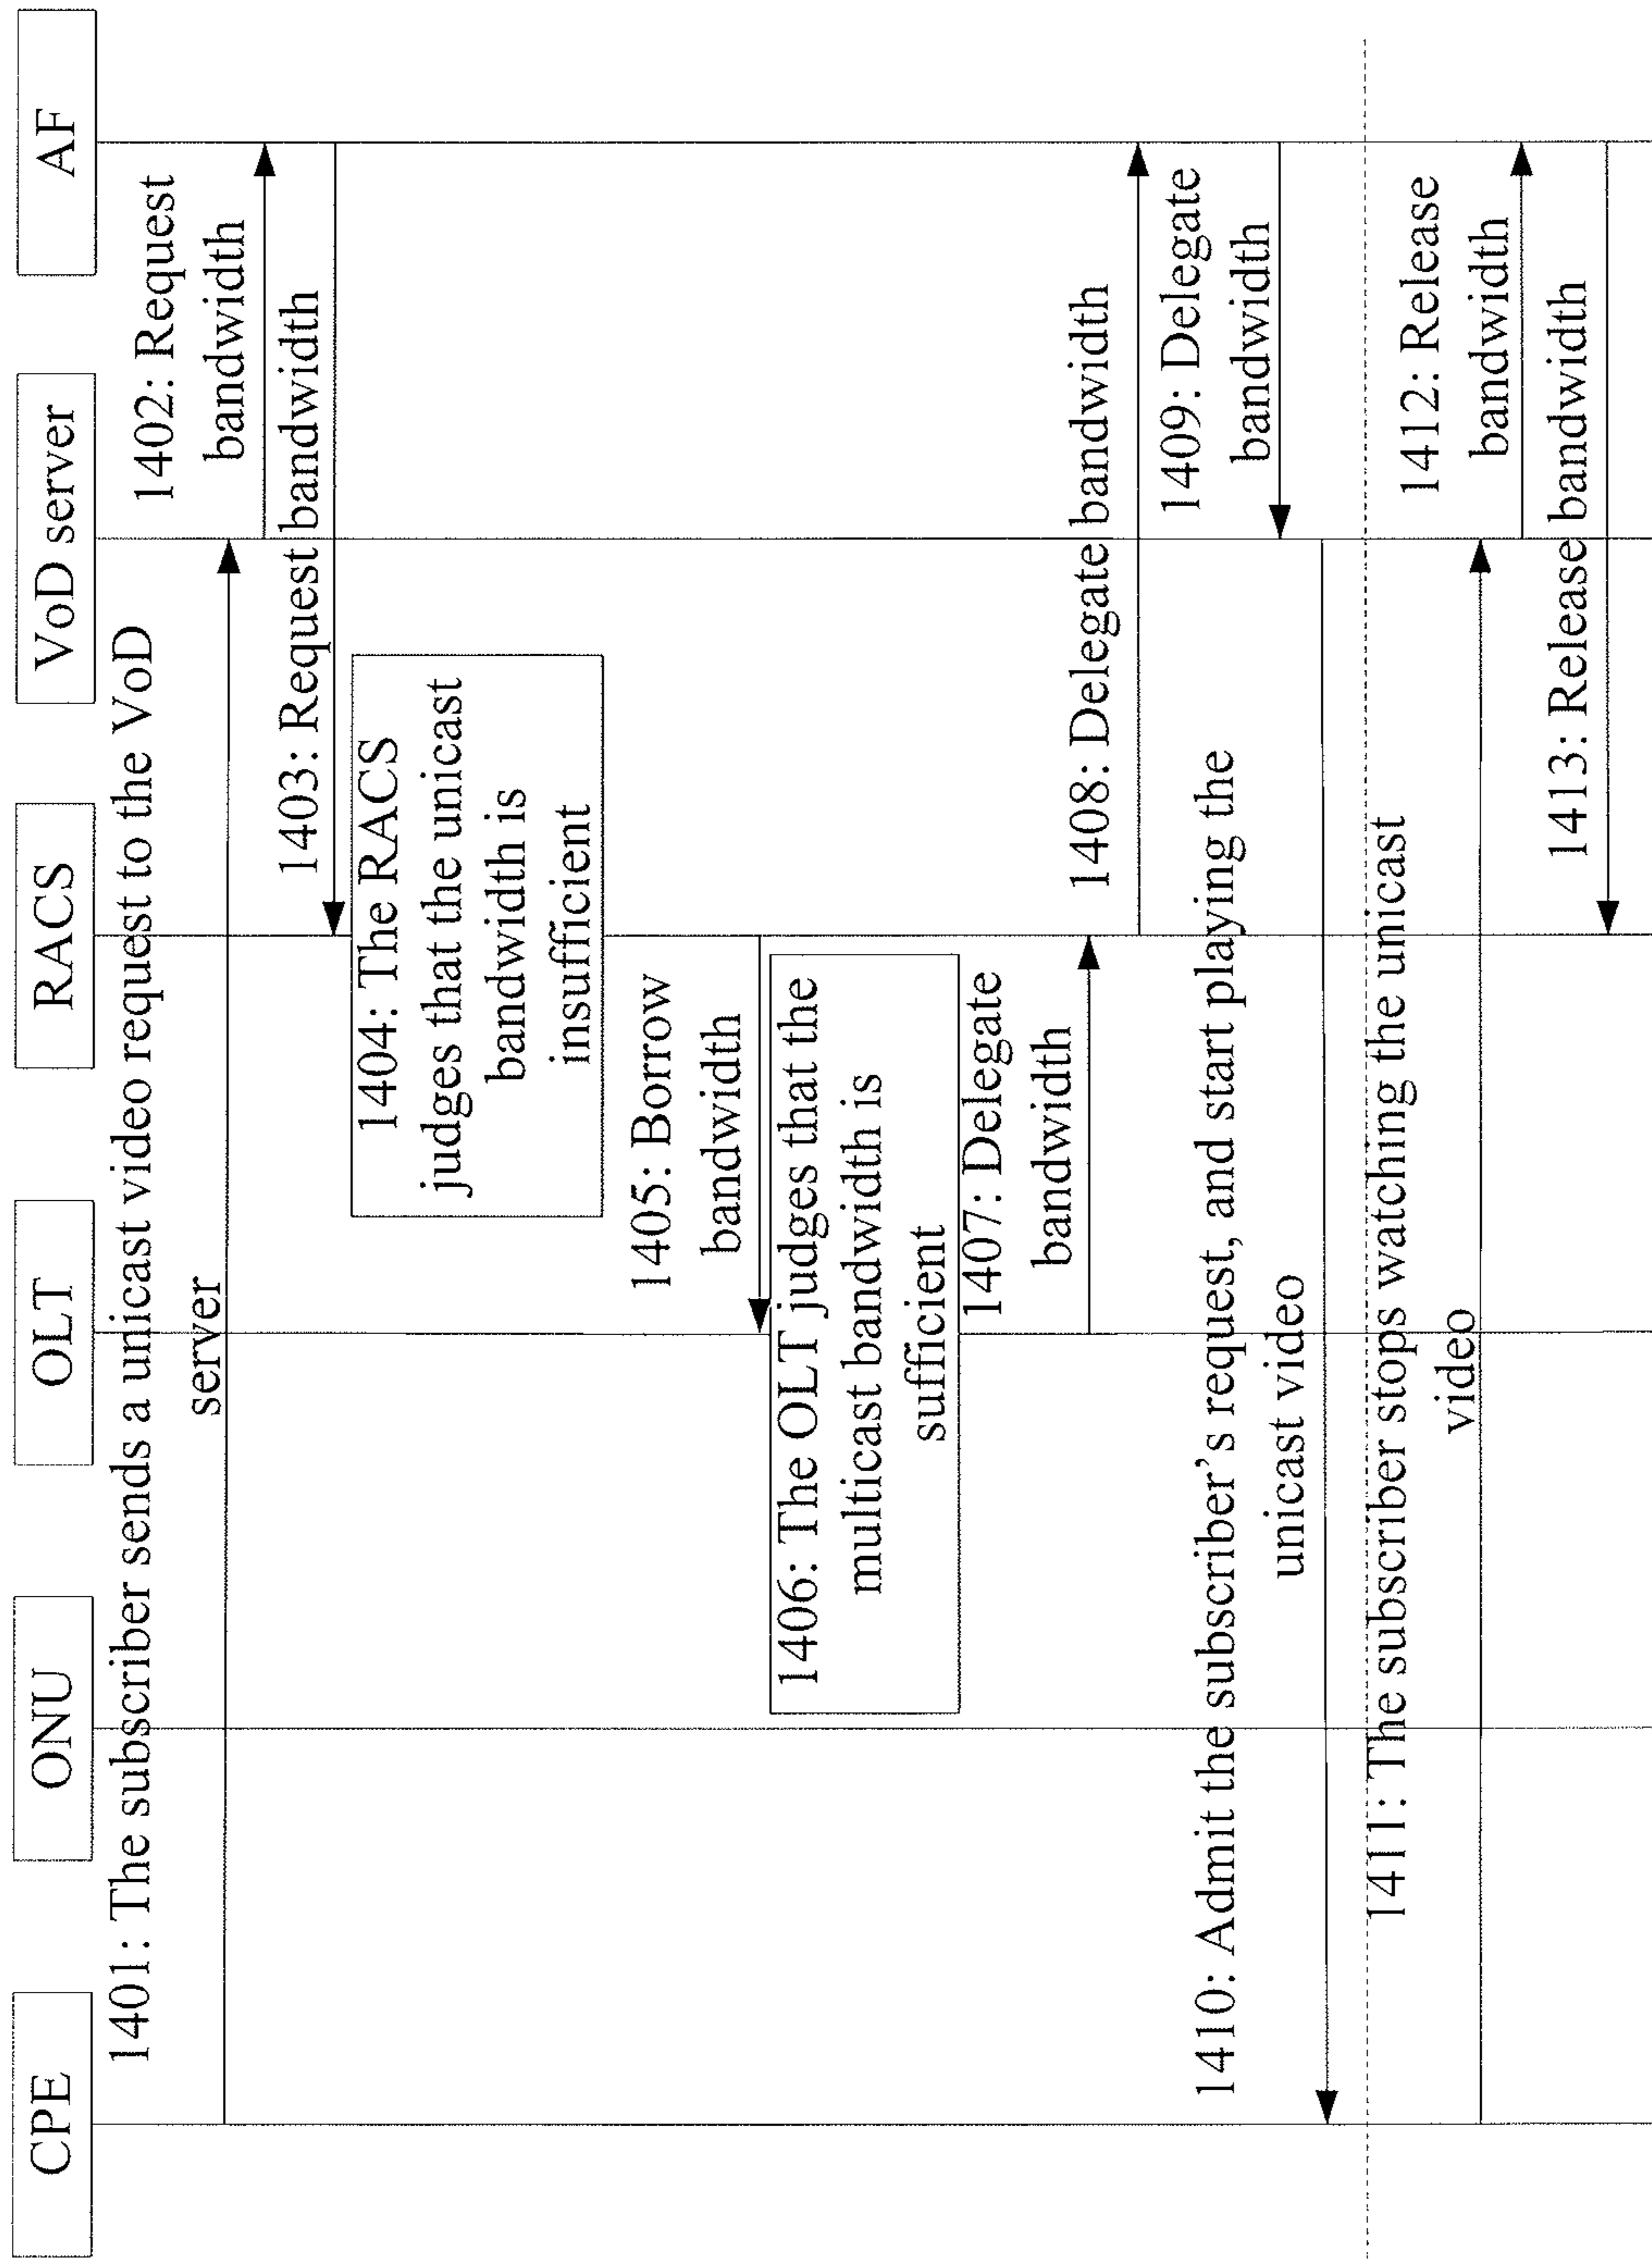 CPE
ONU
OLT
RACS
VoD server
AF
1401: The subscriber sends a unicast video request to the VoD
server
1402: Request
bandwidth
1403: Request bandwidth
1404: The RACS
judges that the unicast
bandwidth is
insufficient
1405: Borrow
bandwidth
1406: The OLT judges that the
multicast bandwidth is
sufficient
1407: Delegate
bandwidth
1408: Delegate bandwidth
1409: Delegate
bandwidth
1410: Admit the subscriber's request, and start playing the
unicast video
1411: The subscriber stops watching the unicast
video
1412: Release
bandwidth
1413: Release bandwidth